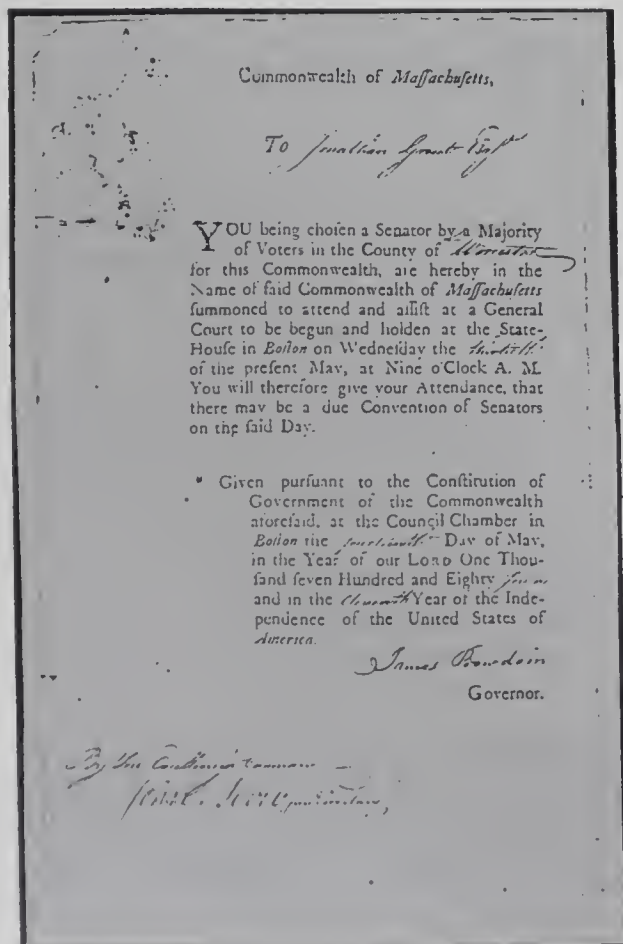 Commonwealth of Maſſachuſetts,
To Jonathan Grout Esqr
YOU being choſen a Senator by a Majority
of Voters in the County of Worcester
for this Commonwealth, are hereby in the
Name of ſaid Commonwealth of Maſſachuſetts
ſummoned to attend and aſſiſt at a General
Court to be begun and holden at the State-
Houſe in Boſton on Wedneſday the thirtieth
of the preſent May, at Nine o'Clock A. M.
You will therefore give your Attendance, that
there may be a due Convention of Senators
on the ſaid Day.
Given purſuant to the Conſtitution of
Government of the Commonwealth
aforeſaid, at the Council Chamber in
Boſton the Day of May,
in the Year of our LORD One Thou-
ſand ſeven Hundred and Eighty ſeven
and in the eleventh Year of the Inde-
pendence of the United States of
America.
James Bowdoin
Governor.
By